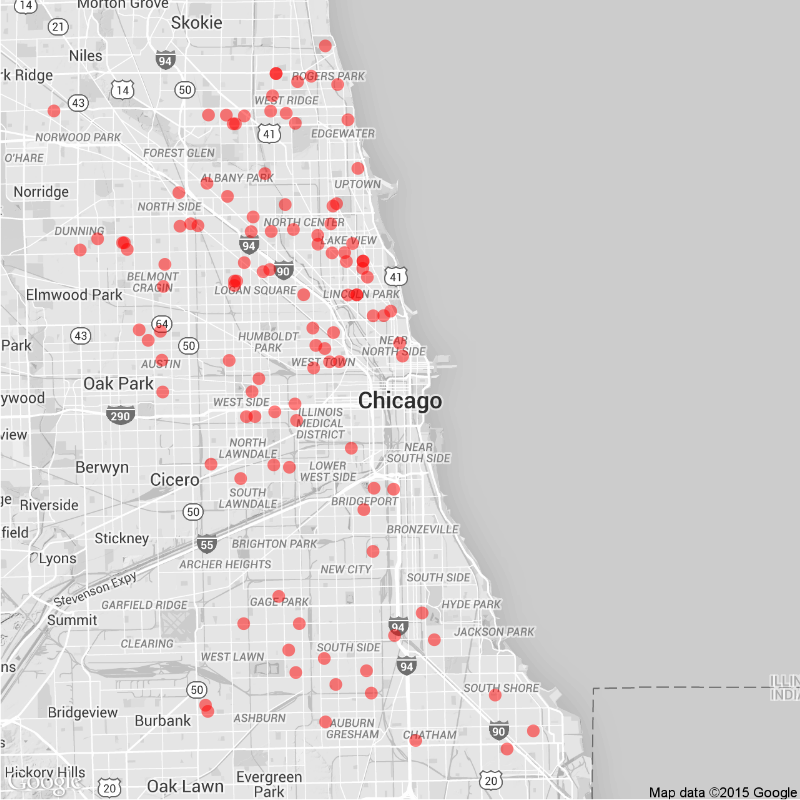 Morton Grove
14
Skokie
21
Niles
94
rk Ridge
ROGERS PARK
14
50
43
WEST RIDGE
NORWOOD PARK
41
EDGEWATER
O'HARE
FOREST GLEN
ALBANY PARK
UPTOWN
Norridge
NORTH SIDE
NORTH CENTER
DUNNING
94
LAKE VIEW
90
41
BELMONT
CRAGIN
LOGAN SQUARE
LINCOLN PARK
Elmwood Park
64
43
HUMBOLDT
PARK
NEAR
NORTH SIDE
Park
50
AUSTIN
WEST TOWN
Oak Park
ywood
WEST SIDE
Chicago
290
ILLINOIS
MEDICAL
DISTRICT
view
NORTH
LAWNDALE
NEAR
SOUTH SIDE
Berwyn
LOWER
WEST SIDE
Cicero
SOUTH
LAWNDALE
ge
Riverside
50
BRIDGEPORT
field
BRONZEVILLE
Stickney
55
BRIGHTON PARK
Lyons
ARCHER HEIGHTS
NEW CITY
SOUTH SIDE
Stevenson Expy
GARFIELD RIDGE
GAGE PARK
HYDE PARK
Summit
94
JACKSON PARK
CLEARING
SOUTH SIDE
WEST LAWN
94
ns
ILLIN
INDIA
50
SOUTH SHORE
Bridgeview
Burbank
ASHBURN
AUBURN
GRESHAM
90
CHATHAM
s
Hickory Hills
Google
20
Oak Lawn
Evergreen
Park
20
Map data ©2015 Google